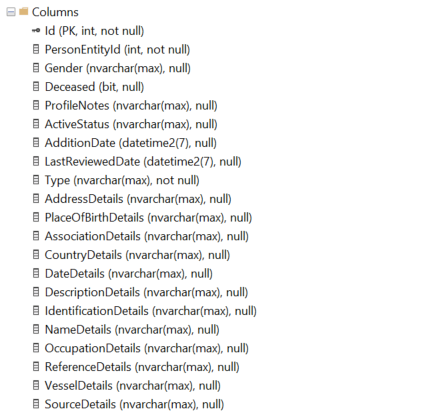 Columns
Id (PK, int, not null)
PersonEntityId (int, not null)
Gender (nvarchar(max), null)
Deceased (bit, null)
ProfileNotes (nvarchar(max), null)
ActiveStatus (nvarchar(max), null)
AdditionDate (datetime2(7), null)
LastReviewedDate (datetime2(7), null)
Type (nvarchar(max), not null)
AddressDetails (nvarchar(max), null)
PlaceOfBirthDetails (nvarchar(max), null)
AssociationDetails (nvarchar(max), null)
CountryDetails (nvarchar(max), null)
DateDetails (nvarchar(max), null)
DescriptionDetails (nvarchar(max), null)
IdentificationDetails (nvarchar(max), null)
NameDetails (nvarchar(max), null)
OccupationDetails (nvarchar(max), null)
ReferenceDetails (nvarchar(max), null)
VesselDetails (nvarchar(max), null)
SourceDetails (nvarchar(max), null)